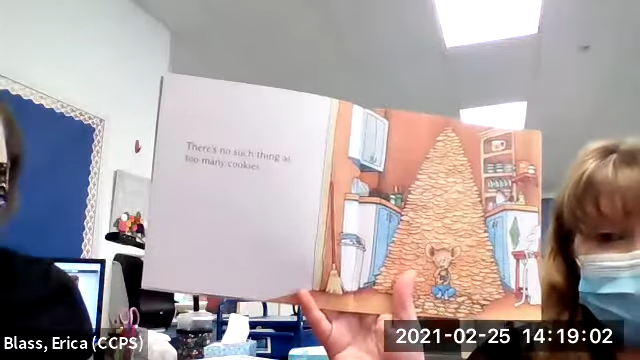 There's no such thing as
too many cookies.
Blass, Erica (CCPS)
2021-02-25 14:19:02